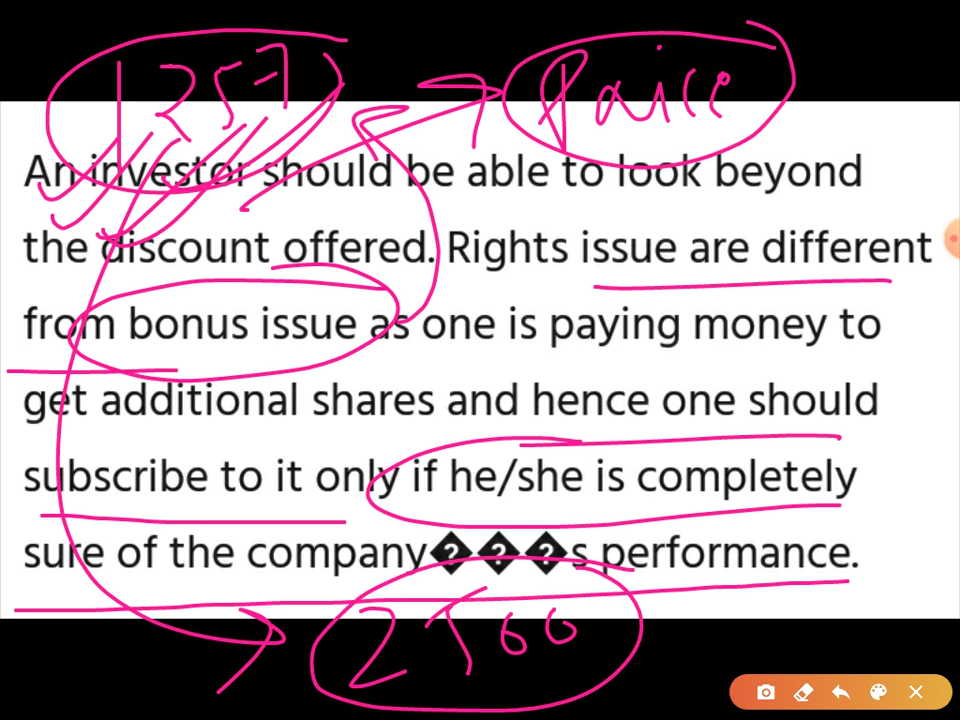 1257
Price
An investor should be able to look beyond
the discount offered. Rights issue are different
from bonus issue as one is paying money to
get additional shares and hence one should
subscribe to it only if he/she is completely
sure of the company���s performance.
2500